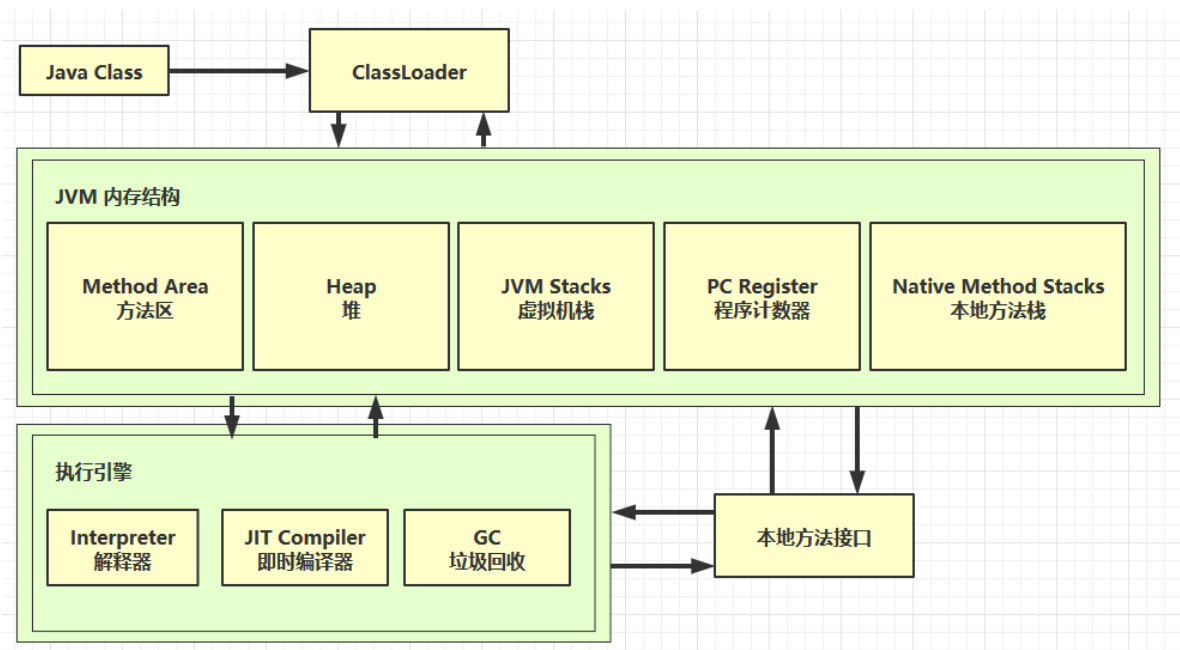 Java Class
ClassLoader
JVM 内存结构
Method Area
方法区
Heap
堆
JVM Stacks
虚拟机栈
PC Register
程序计数器
Native Method Stacks
本地方法栈
执行引擎
Interpreter
解释器
JIT Compiler
即时编译器
GC
垃圾回收
本地方法接口